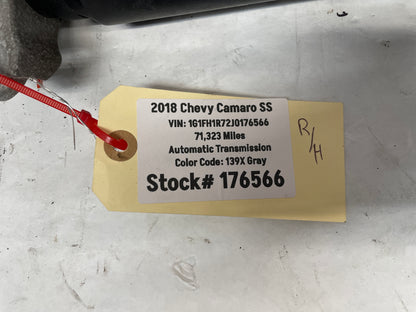 2018 Chevy Camaro SS
VIN: 1G1FH1R72J0176566
71,323 Miles
Automatic Transmission
Color Code: 139X Gray
Stock# 176566
R/H